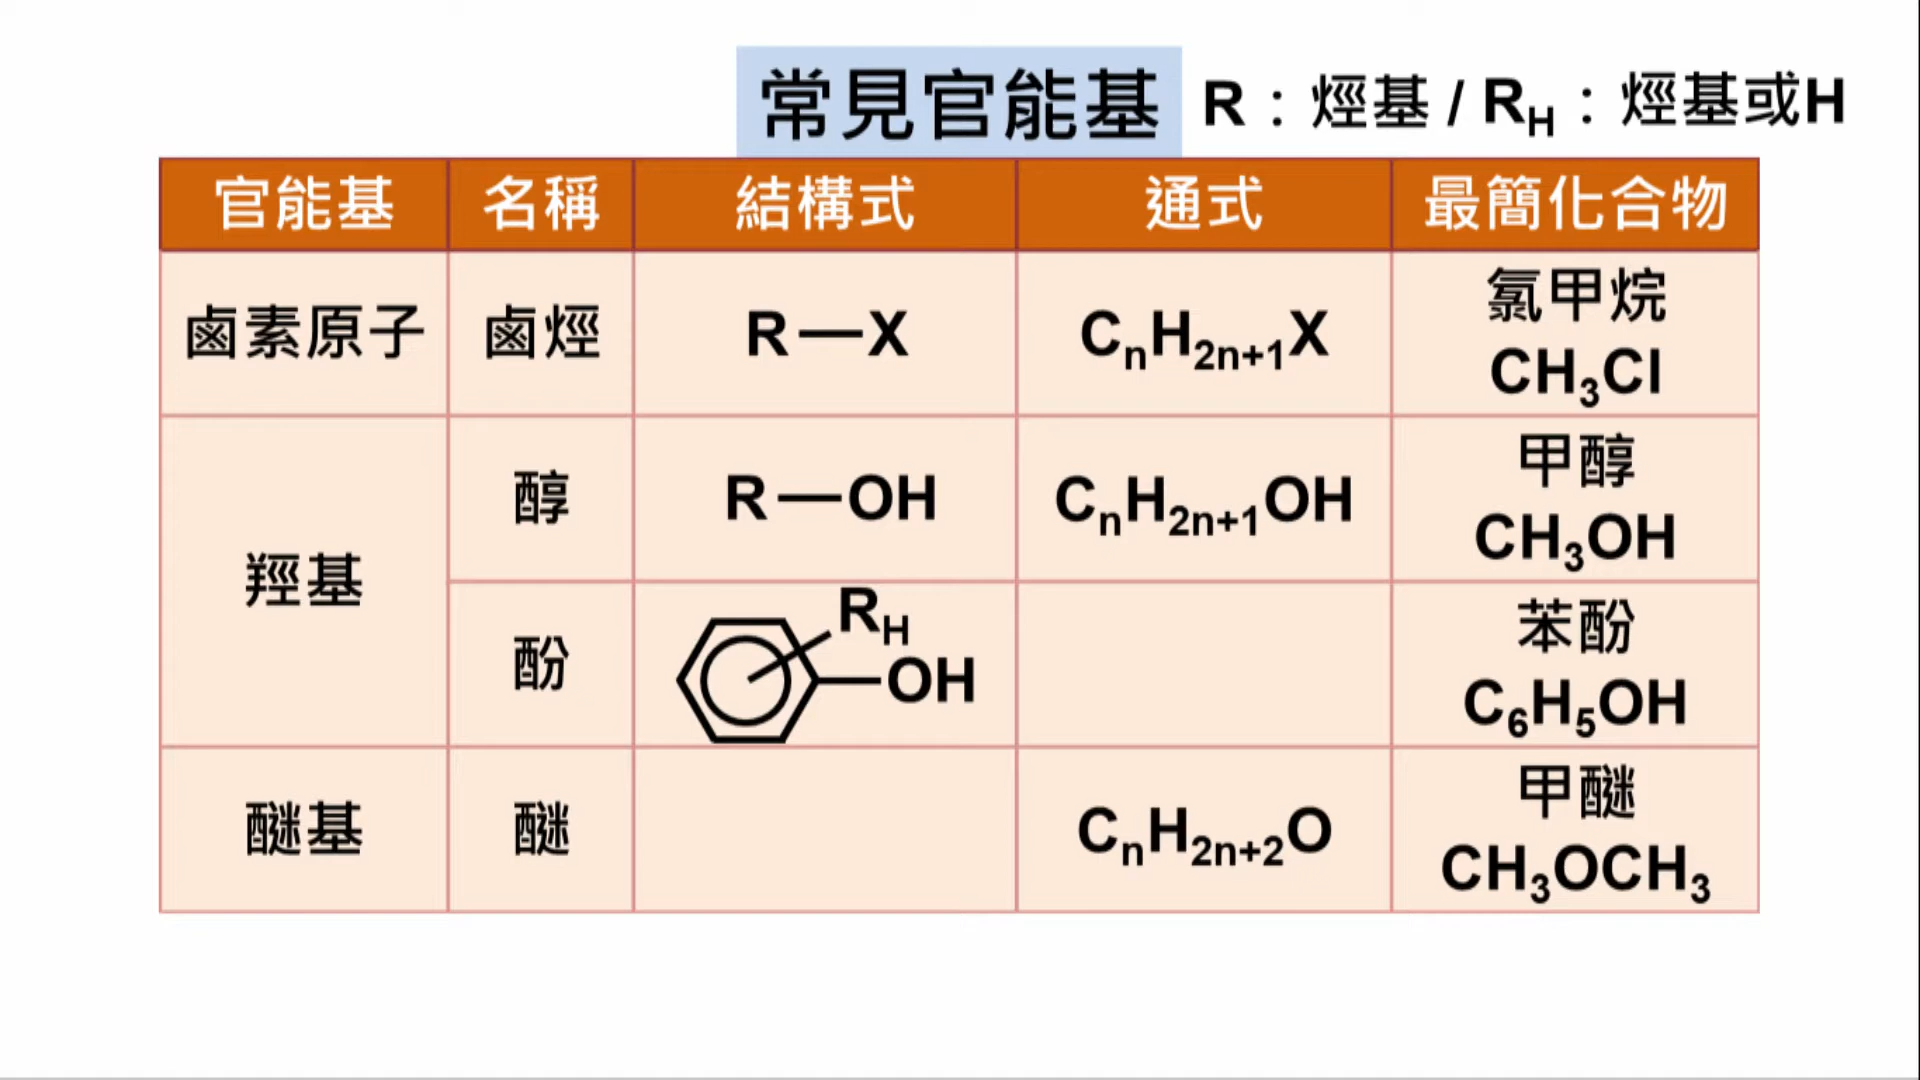 常見官能基 R：烴基 / R_H：烴基或H
官能基 名稱 結構式 通式 最簡化合物
鹵素原子 鹵烴 R—X CₙH₂ₙ₊₁X 氯甲烷
CH₃Cl
羥基 醇 R—OH CₙH₂ₙ₊₁OH 甲醇
CH₃OH
酚 R_H
OH 苯酚
C₆H₅OH
醚基 醚 CₙH₂ₙ₊₂O 甲醚
CH₃OCH₃